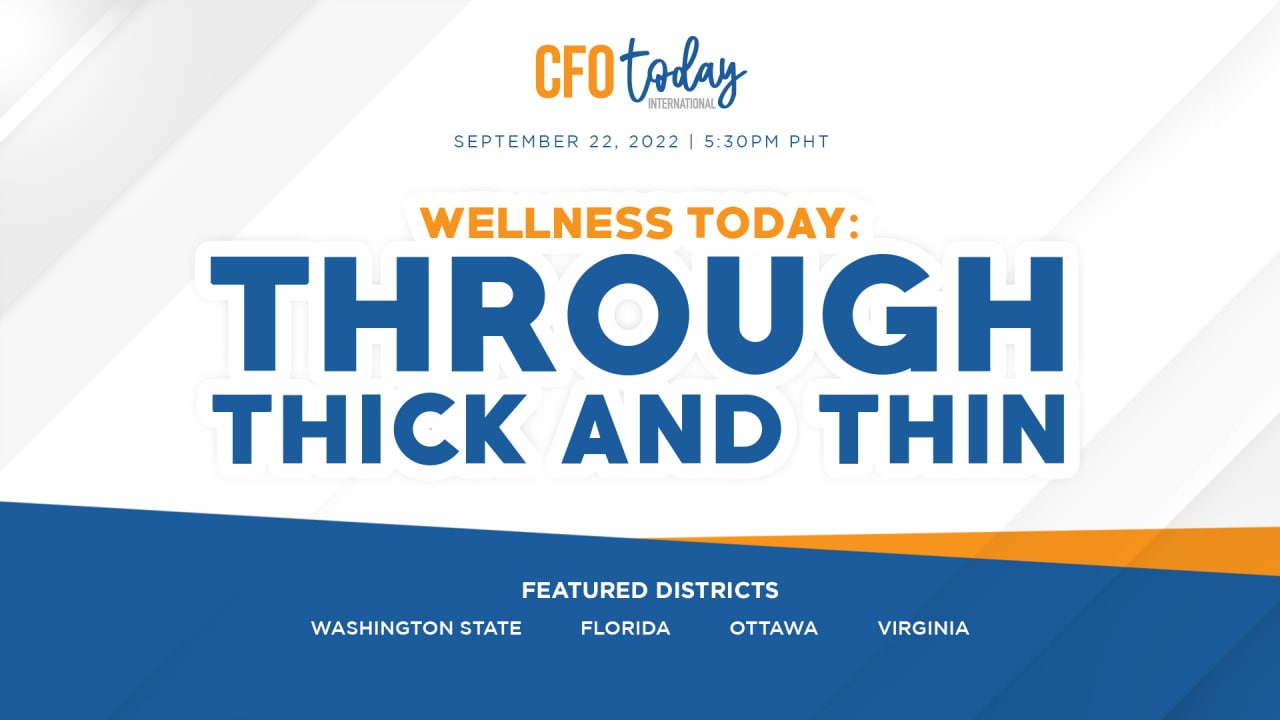 CFO today
INTERNATIONAL
SEPTEMBER 22, 2022 | 5:30PM PHT
WELLNESS TODAY:
THROUGH
THICK AND THIN
FEATURED DISTRICTS
WASHINGTON STATE FLORIDA OTTAWA VIRGINIA